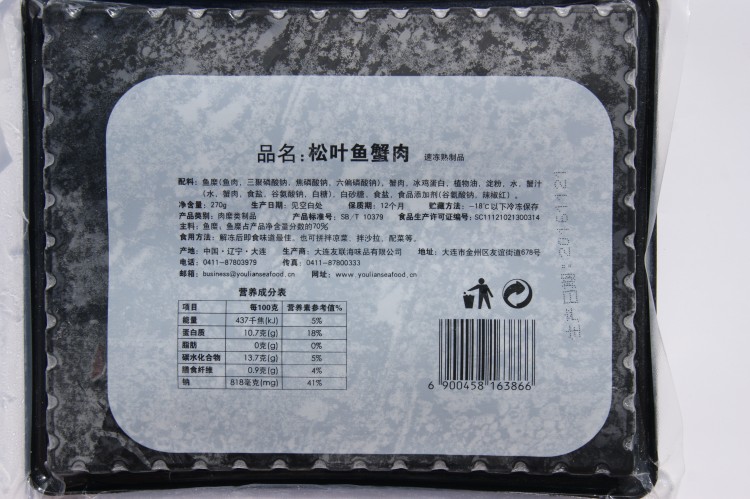 品名：松叶鱼蟹肉 速冻熟制品
配料：鱼糜(鱼肉，三聚磷酸钠，焦磷酸钠，六偏磷酸钠)，蟹肉，冰鸡蛋白，植物油，淀粉，水，蟹汁
(水，蟹肉，食盐，谷氨酸钠，白糖)，白砂糖，食盐，食品添加剂(谷氨酸钠，辣椒红)。
净含量：270g 生产日期：见空白处 保质期：12个月 贮藏方法：-18℃以下冷冻保存
产品类别：肉糜类制品 产品标准号：SB/T 10379 食品生产许可证编号：SC11121021300314
主料：鱼糜、鱼糜占产品净含量百分数的70%
食用方法：解冻后即食味道最佳，也可拼拌凉菜、拌沙拉、配菜等。
产地：中国·辽宁·大连 生产商：大连友联海味品有限公司 地址：大连市金州区友谊街道678号
电话：0411-87803979 传真：0411-87800333
邮箱：business@youlianseafood.cn 网址：www.youlianseafood.cn
营养成分表
项目 每100克 营养素参考值%
能量 437千焦(kJ) 5%
蛋白质 10.7克(g) 18%
脂肪 0克(g) 0%
碳水化合物 13.7克(g) 5%
膳食纤维 0.9克(g) 4%
钠 818毫克(mg) 41%
6 900458 163866
生产日期：20161121